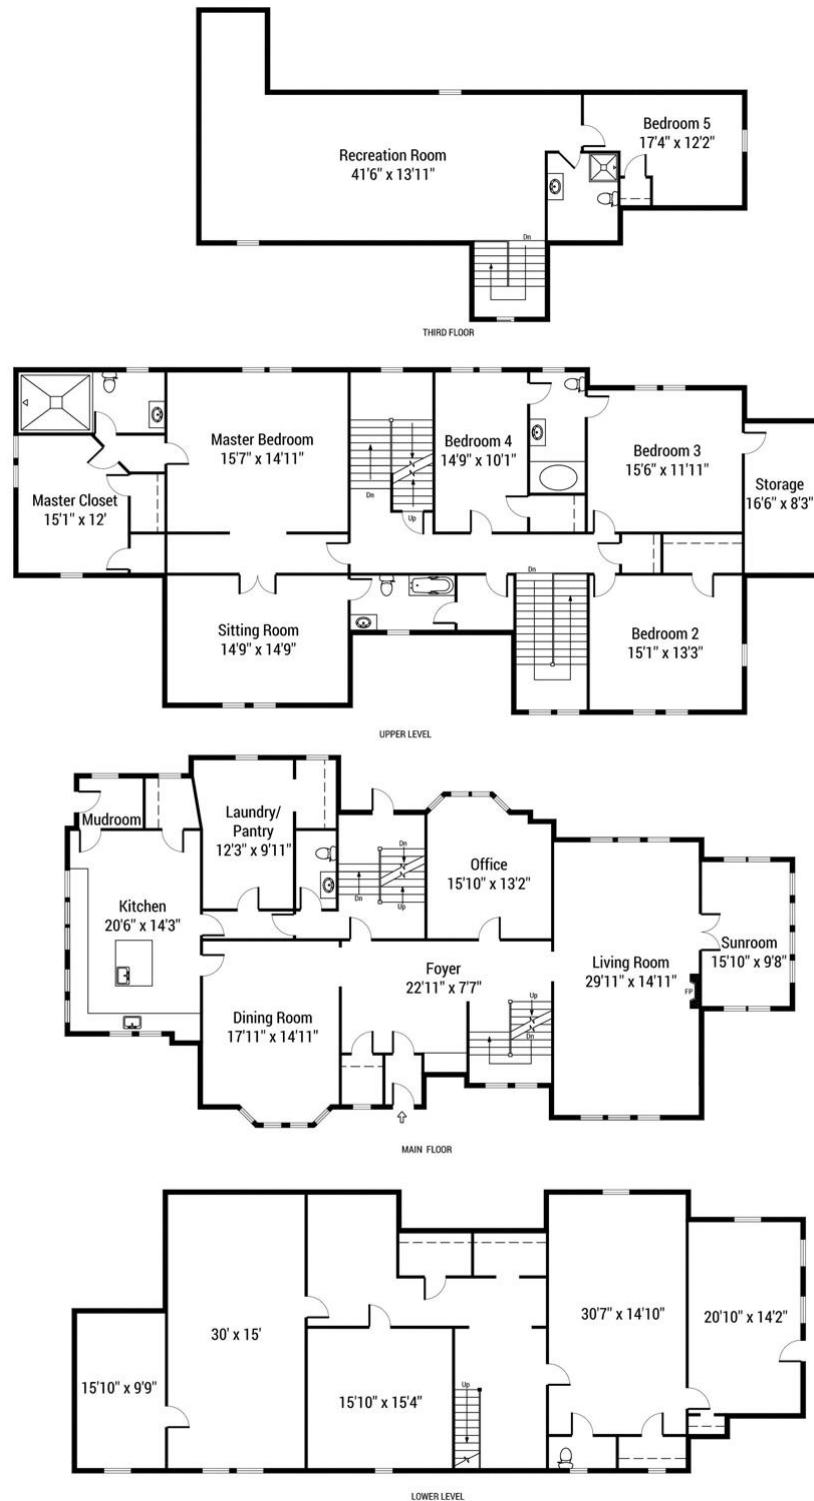 Recreation Room
41'6" x 13'11"
Bedroom 5
17'4" x 12'2"
Dn
THIRD FLOOR
Master Bedroom
15'7" x 14'11"
Bedroom 4
14'9" x 10'1"
Bedroom 3
15'6" x 11'11"
Storage
16'6" x 8'3"
Master Closet
15'1" x 12'
Dn
Up
Dn
Sitting Room
14'9" x 14'9"
Bedroom 2
15'1" x 13'3"
UPPER LEVEL
Mudroom
Laundry/
Pantry
12'3" x 9'11"
Dn
Dn
Up
Office
15'10" x 13'2"
Kitchen
20'6" x 14'3"
Foyer
22'11" x 7'7"
Living Room
29'11" x 14'11"
FP
Sunroom
15'10" x 9'8"
Dining Room
17'11" x 14'11"
Up
Dn
MAIN FLOOR
30' x 15'
30'7" x 14'10"
20'10" x 14'2"
15'10" x 9'9"
15'10" x 15'4"
Up
LOWER LEVEL